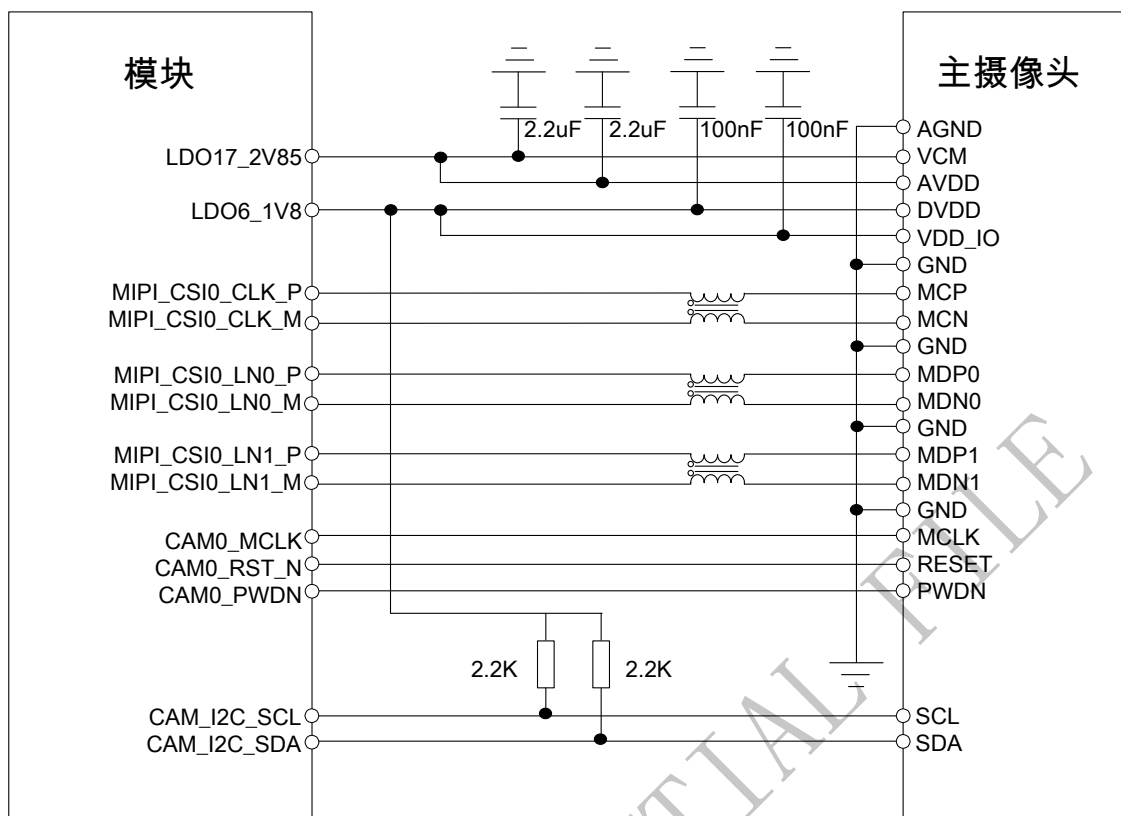 模块
主摄像头
2.2uF
2.2uF
100nF
100nF
LDO17_2V85
LDO6_1V8
MIPI_CSI0_CLK_P
MIPI_CSI0_CLK_M
MIPI_CSI0_LN0_P
MIPI_CSI0_LN0_M
MIPI_CSI0_LN1_P
MIPI_CSI0_LN1_M
CAM0_MCLK
CAM0_RST_N
CAM0_PWDN
2.2K
2.2K
CAM_I2C_SCL
CAM_I2C_SDA
AGND
VCM
AVDD
DVDD
VDD_IO
GND
MCP
MCN
GND
MDP0
MDN0
GND
MDP1
MDN1
GND
MCLK
RESET
PWDN
SCL
SDA
FILE